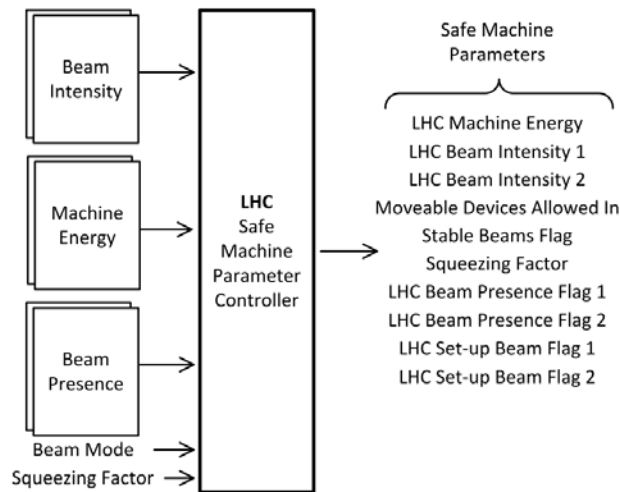 Beam
Intensity
Machine
Energy
Beam
Presence
Beam Mode
Squeezing Factor
LHC
Safe
Machine
Parameter
Controller
Safe Machine
Parameters
LHC Machine Energy
LHC Beam Intensity 1
LHC Beam Intensity 2
Moveable Devices Allowed In
Stable Beams Flag
Squeezing Factor
LHC Beam Presence Flag 1
LHC Beam Presence Flag 2
LHC Set-up Beam Flag 1
LHC Set-up Beam Flag 2